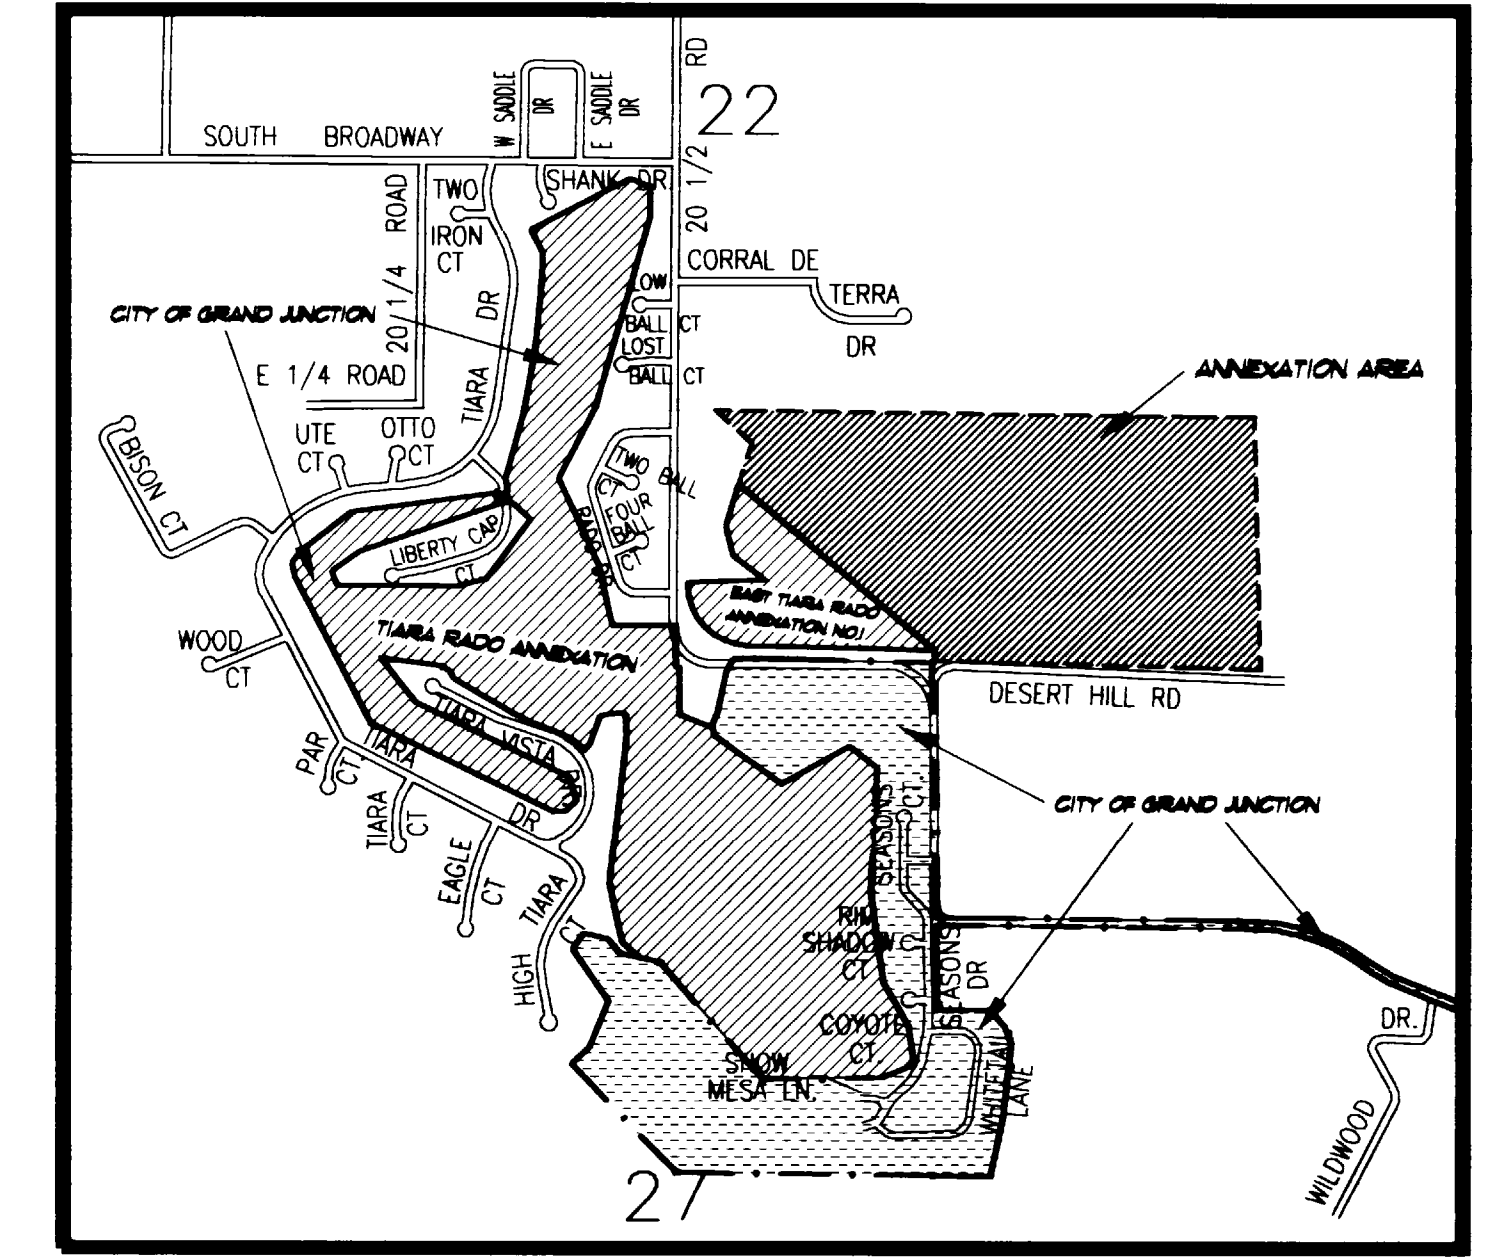 RD
22
W SADDLE
DR
E SADDLE
DR
SOUTH BROADWAY
20 1/2
SHANK DR
20 1/4 ROAD
TWO
IRON
CT
CORRAL DE
TERRA
DR
TIARA DR
LOW
BALL CT
LOST
BALL CT
CITY OF GRAND JUNCTION
E 1/4 ROAD
ANNEXATION AREA
UTE
CT
OTTO
CT
BISON CT
TWO BALL
CT
FOUR
BALL
CT
RADO DR
LIBERTY CAP
CT
EAST TIARA RADO
ANNEXATION NO.1
TIARA RADO ANNEXATION
WOOD
CT
DESERT HILL RD
TIARA VISTA DR
PAR
CT
TIARA
DR
TIARA
CT
EAGLE
CT
SEASONS
CT.
CITY OF GRAND JUNCTION
HIGH
TIARA
CT
RIM
SHADOW
CT
SEASONS
DR
COYOTE
CT.
SNOW
MESA LN.
WHITETAIL
LANE
DR.
WILDWOOD
27